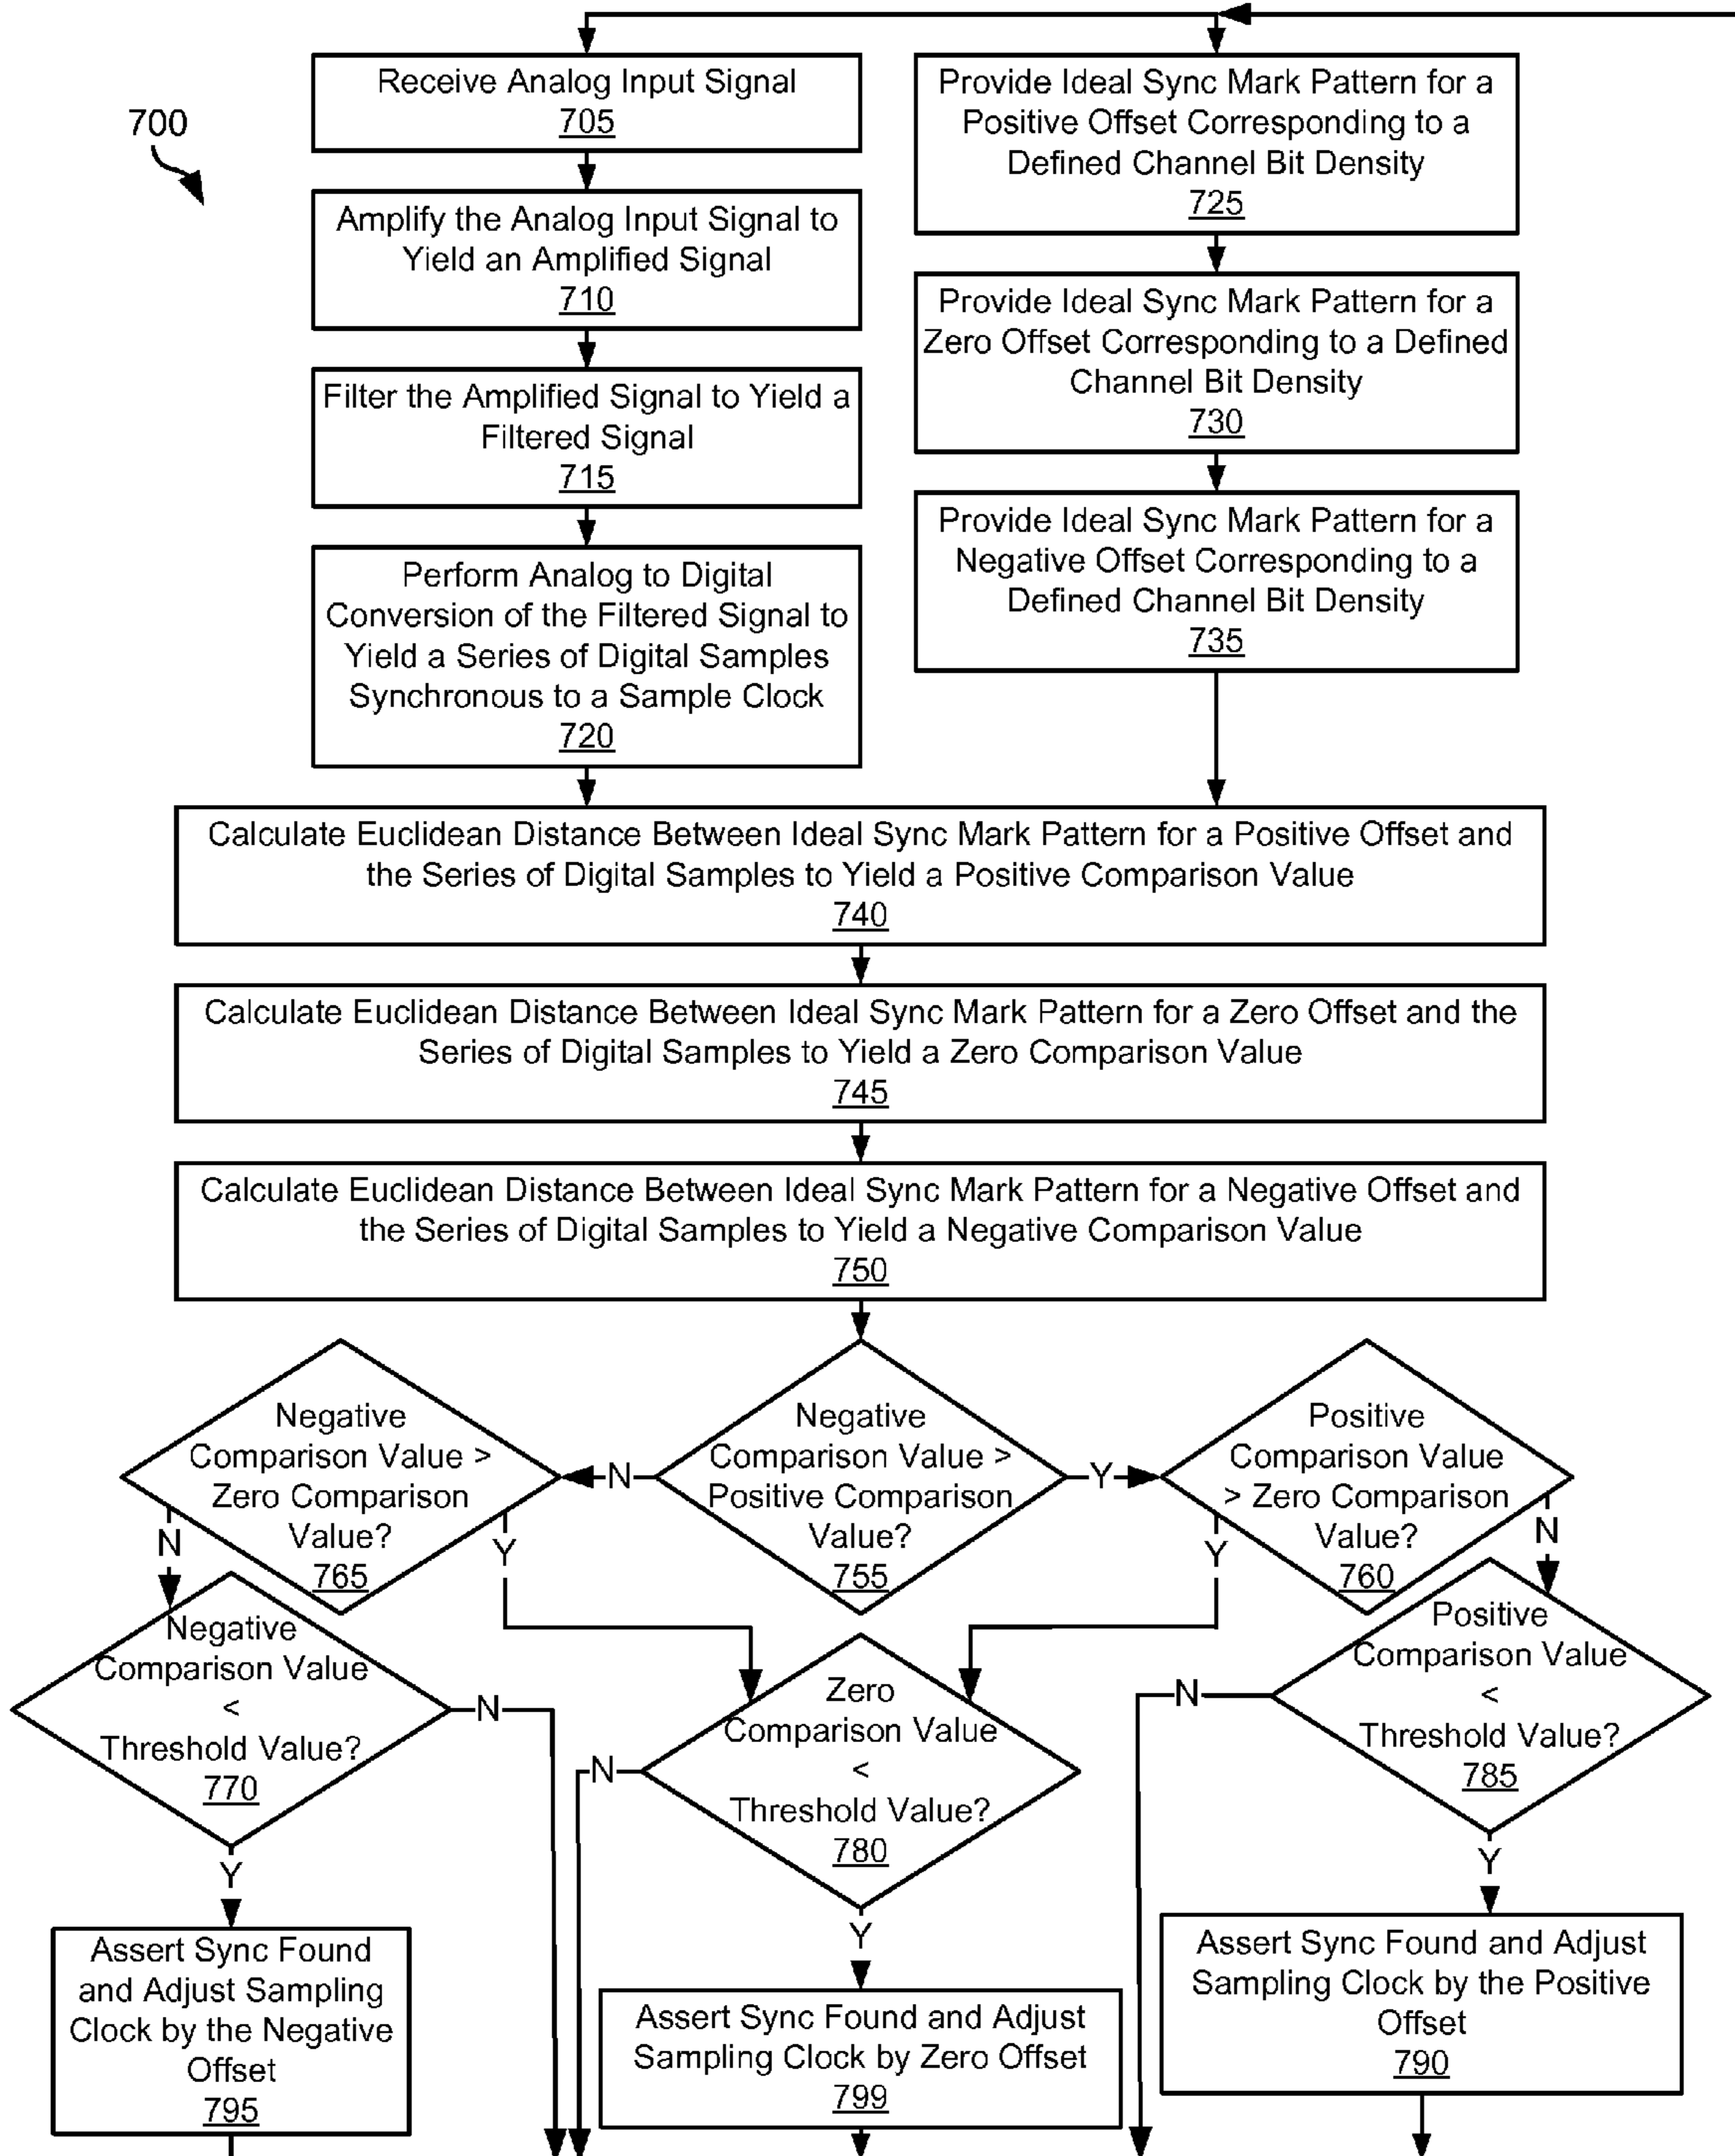 700
Receive Analog Input Signal
705
Amplify the Analog Input Signal to
Yield an Amplified Signal
710
Filter the Amplified Signal to Yield a
Filtered Signal
715
Perform Analog to Digital
Conversion of the Filtered Signal to
Yield a Series of Digital Samples
Synchronous to a Sample Clock
720
Provide Ideal Sync Mark Pattern for a
Positive Offset Corresponding to a
Defined Channel Bit Density
725
Provide Ideal Sync Mark Pattern for a
Zero Offset Corresponding to a Defined
Channel Bit Density
730
Provide Ideal Sync Mark Pattern for a
Negative Offset Corresponding to a
Defined Channel Bit Density
735
Calculate Euclidean Distance Between Ideal Sync Mark Pattern for a Positive Offset and
the Series of Digital Samples to Yield a Positive Comparison Value
740
Calculate Euclidean Distance Between Ideal Sync Mark Pattern for a Zero Offset and the
Series of Digital Samples to Yield a Zero Comparison Value
745
Calculate Euclidean Distance Between Ideal Sync Mark Pattern for a Negative Offset and
the Series of Digital Samples to Yield a Negative Comparison Value
750
Negative
Comparison Value >
Zero Comparison
Value?
765
N
Negative
Comparison Value >
Positive Comparison
Value?
755
Y
Positive
Comparison Value
> Zero Comparison
Value?
760
N
Y
Y
N
Negative
Comparison Value
<
Threshold Value?
770
N
Y
Zero
Comparison Value
<
Threshold Value?
780
N
Y
Positive
Comparison Value
<
Threshold Value?
785
N
Y
Assert Sync Found
and Adjust Sampling
Clock by the Negative
Offset
795
Assert Sync Found and Adjust
Sampling Clock by Zero Offset
799
Assert Sync Found and Adjust
Sampling Clock by the Positive
Offset
790